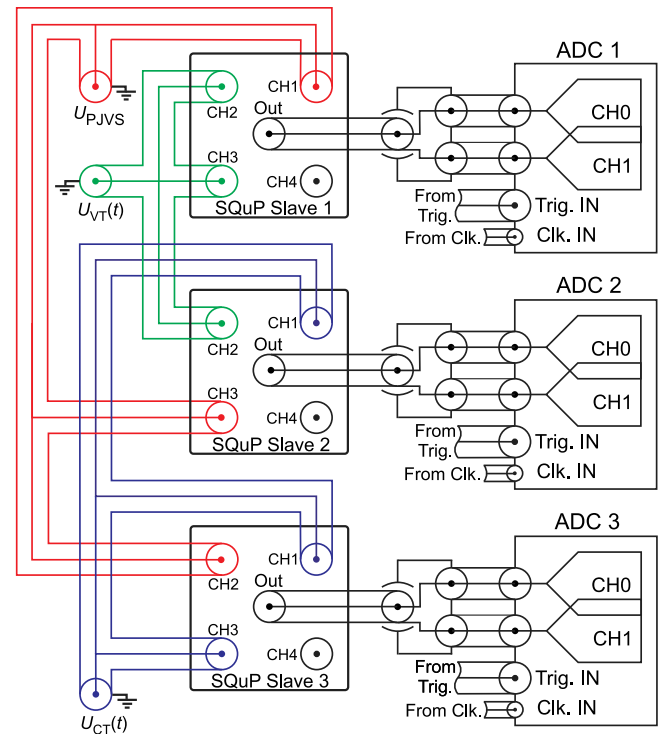 ADC 1
CH1
CH2
Out
CH0
U_PJVS
CH3
CH1
CH4
From Trig.
Trig. IN
U_VT(t)
SQuP Slave 1
From Clk.
Clk. IN
ADC 2
CH1
CH2
Out
CH0
CH3
CH1
CH4
From Trig.
Trig. IN
SQuP Slave 2
From Clk.
Clk. IN
ADC 3
CH1
CH2
Out
CH0
CH3
CH1
CH4
From Trig.
Trig. IN
SQuP Slave 3
From Clk.
Clk. IN
U_CT(t)